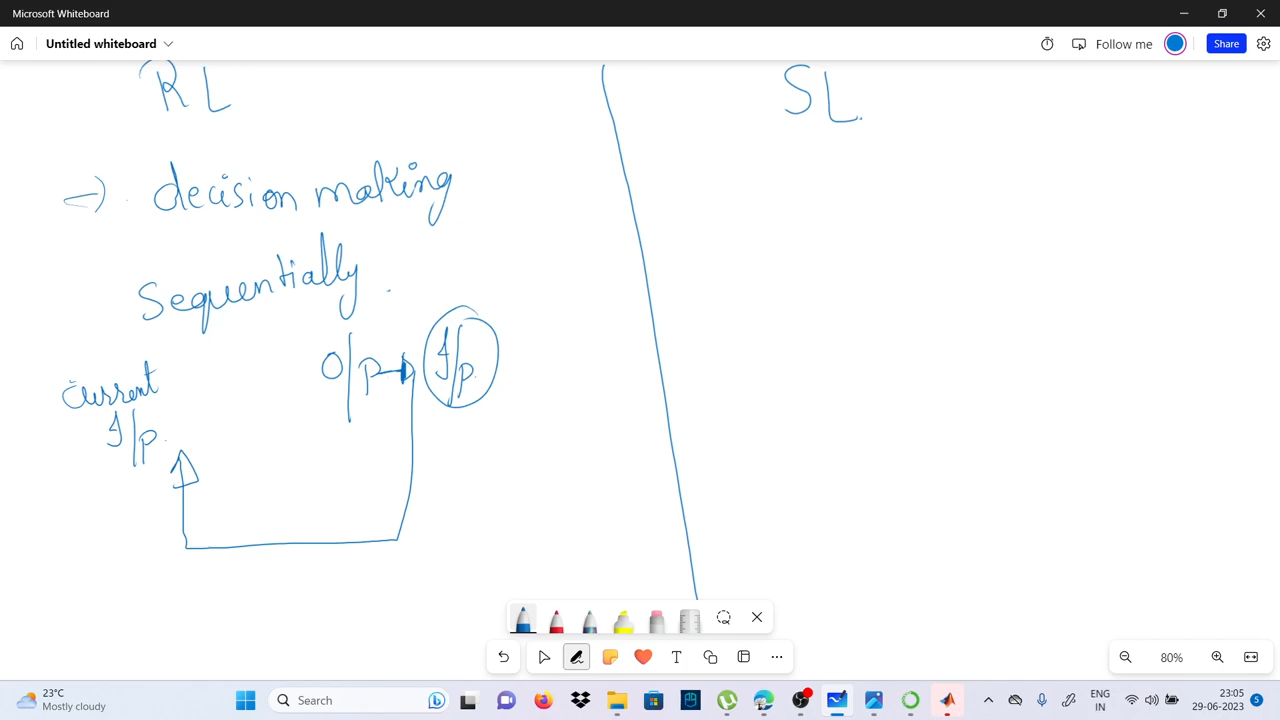 Microsoft Whiteboard
Untitled whiteboard
Follow me
Share
RL
SL.
→ decision making
sequentially.
O/p → I/p.
current
I/p.
80%
23°C
Mostly cloudy
Search
ENG
IN
23:05
29-06-2023
5